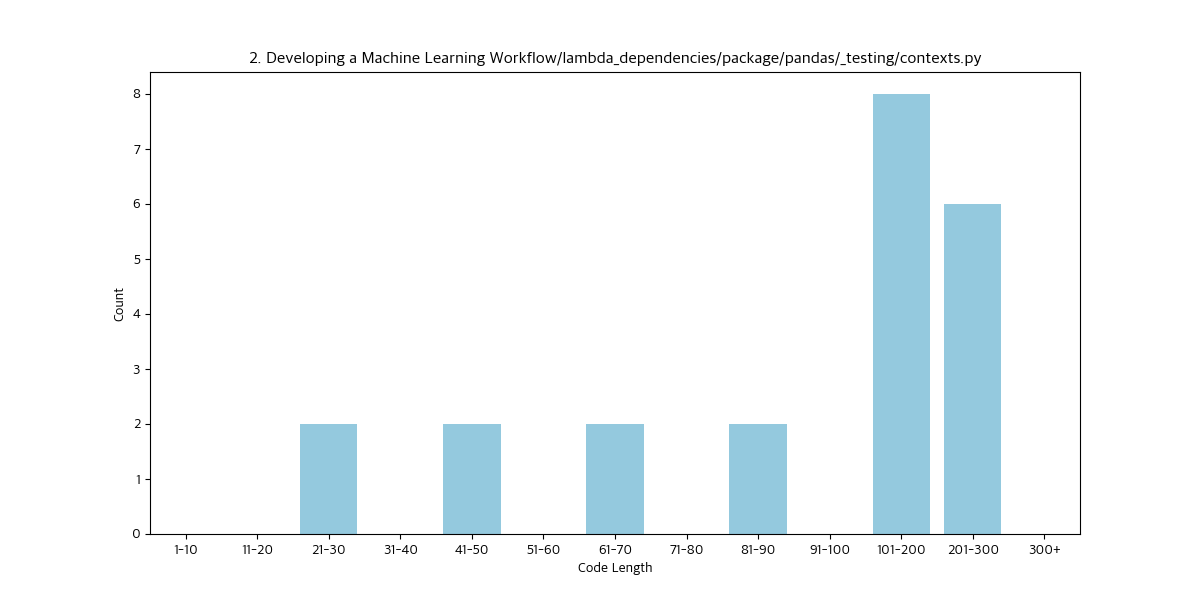 2. Developing a Machine Learning Workflow/lambda_dependencies/package/pandas/_testing/contexts.py
8
7
6
5
4
3
2
1
0
Count
1-10 11-20 21-30 31-40 41-50 51-60 61-70 71-80 81-90 91-100 101-200 201-300 300+
Code Length